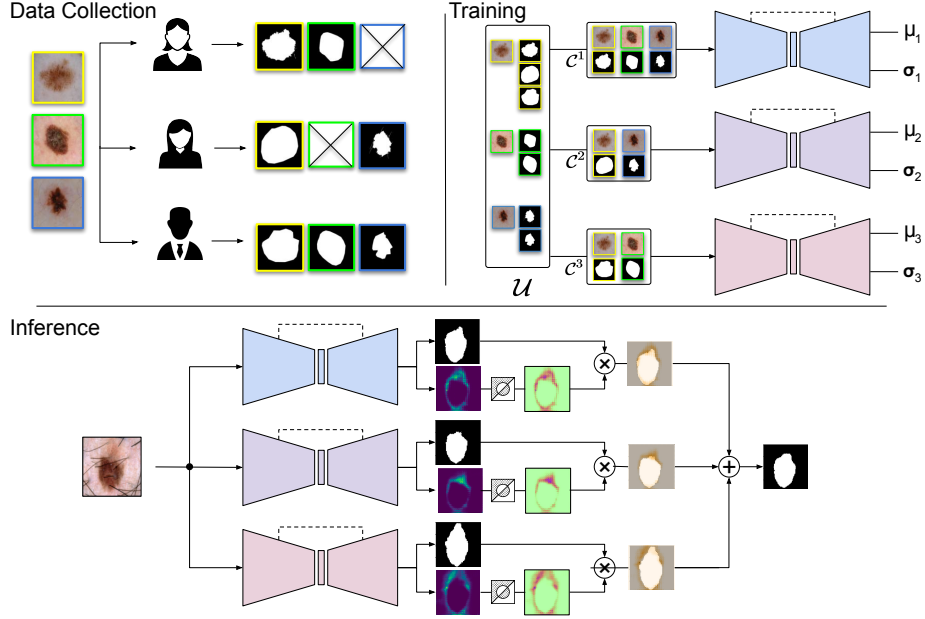 Data Collection
Training
𝒞¹
μ₁
σ₁
𝒞²
μ₂
σ₂
𝒞³
μ₃
σ₃
𝒰
Inference